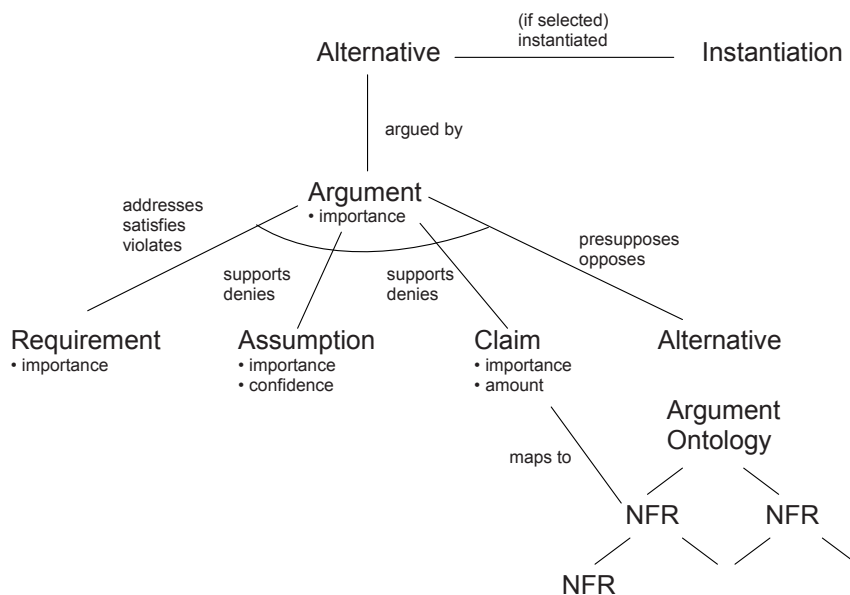 (if selected)
instantiated
Alternative
Instantiation
argued by
Argument
• importance
addresses
satisfies
violates
presupposes
opposes
supports
denies
supports
denies
Requirement
• importance
Assumption
• importance
• confidence
Claim
• importance
• amount
Alternative
Argument
Ontology
maps to
NFR
NFR
NFR